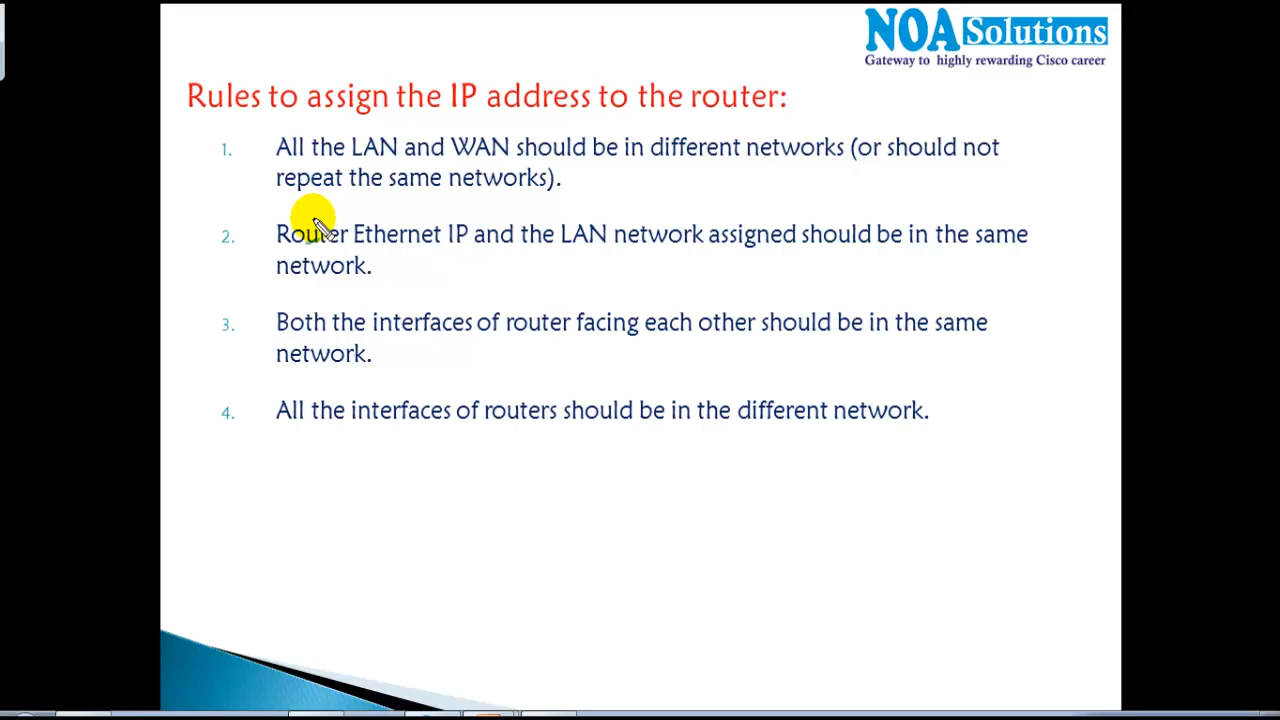 NOA Solutions
Gateway to highly rewarding Cisco career
Rules to assign the IP address to the router:
1. All the LAN and WAN should be in different networks (or should not
repeat the same networks).
2. Router Ethernet IP and the LAN network assigned should be in the same
network.
3. Both the interfaces of router facing each other should be in the same
network.
4. All the interfaces of routers should be in the different network.